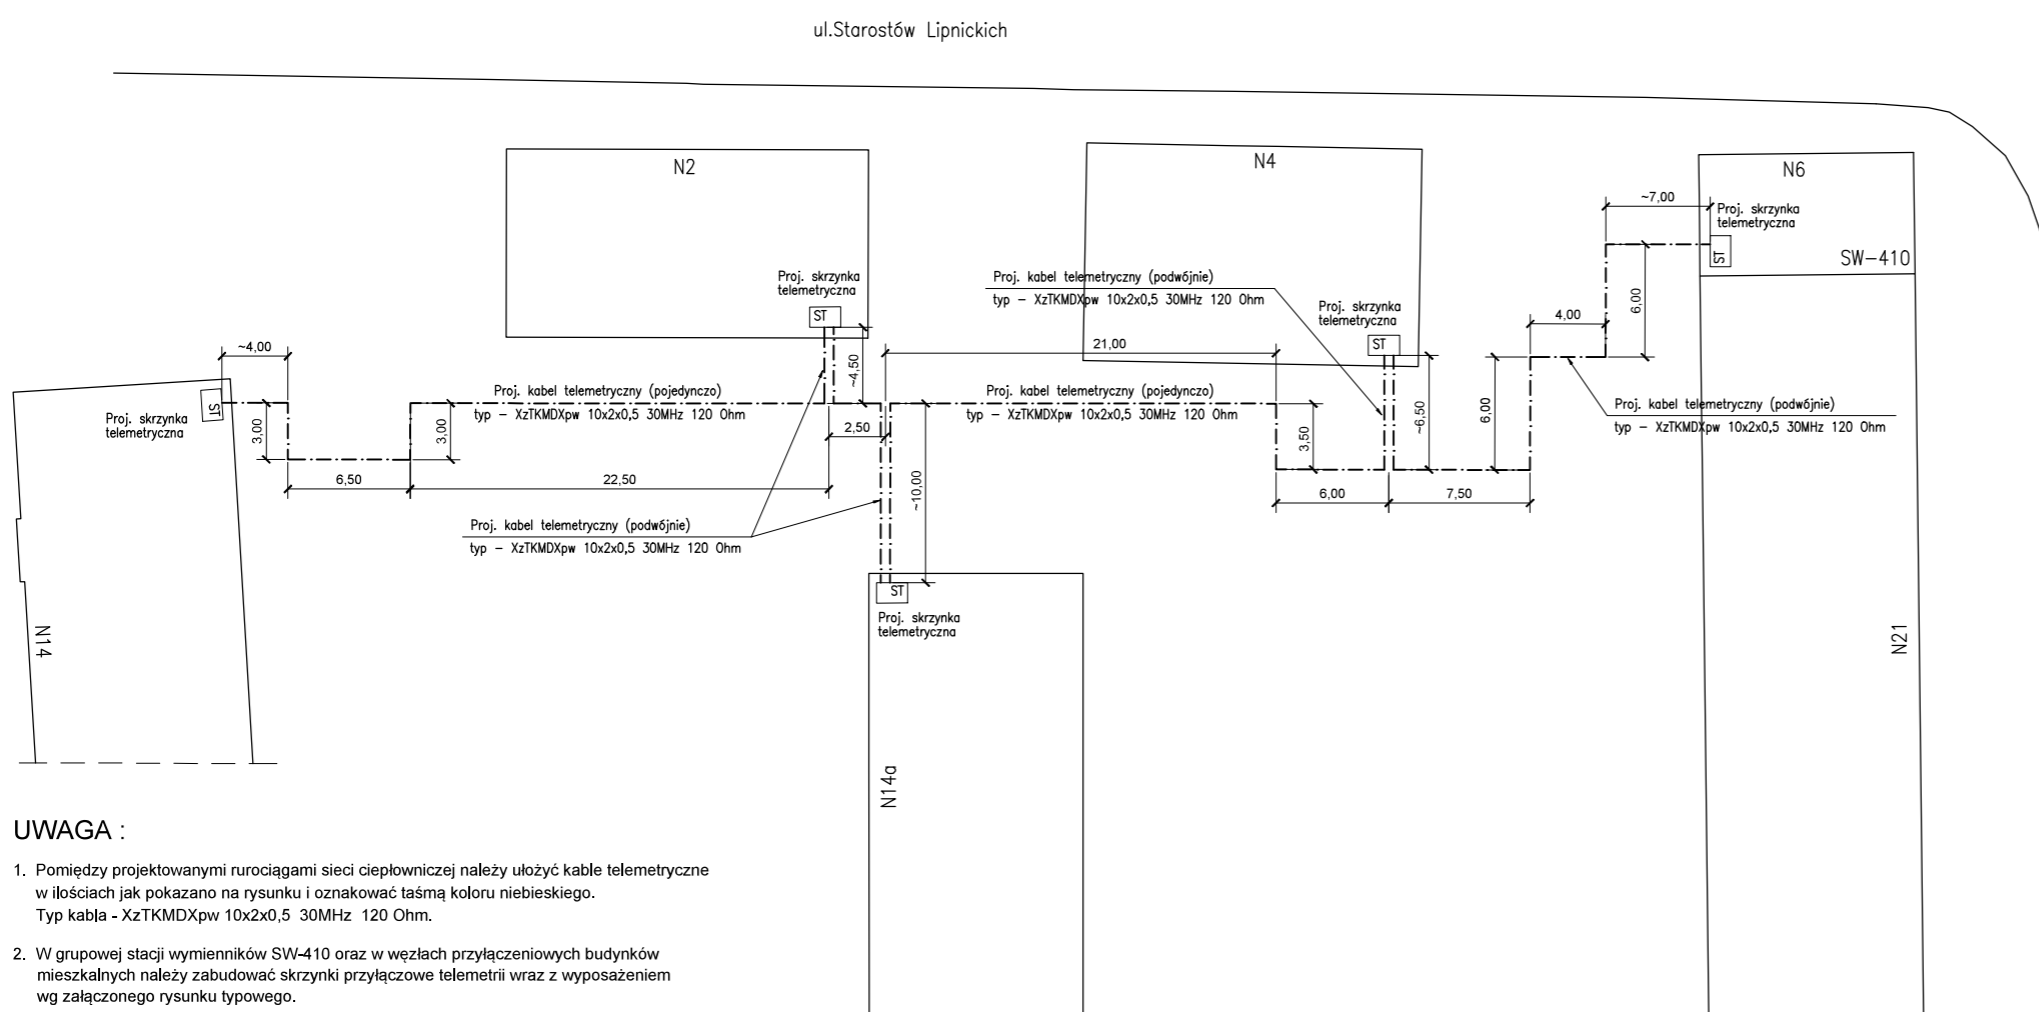 ul.Starostów Lipnickich
N2
N4
N6
~7,00
Proj. skrzynka
telemetryczna
ST
SW-410
6,00
4,00
Proj. kabel telemetryczny (podwójnie)
typ - XzTKMDXpw 10x2x0,5 30MHz 120 Ohm
Proj. skrzynka
telemetryczna
ST
~4,50
Proj. skrzynka
telemetryczna
ST
~6,50
21,00
~4,00
ST
Proj. skrzynka
telemetryczna
3,00
3,00
Proj. kabel telemetryczny (pojedynczo)
typ - XzTKMDXpw 10x2x0,5 30MHz 120 Ohm
2,50
Proj. kabel telemetryczny (pojedynczo)
typ - XzTKMDXpw 10x2x0,5 30MHz 120 Ohm
3,50
6,00
Proj. kabel telemetryczny (podwójnie)
typ - XzTKMDXpw 10x2x0,5 30MHz 120 Ohm
6,50
22,50
~10,00
6,00
7,50
Proj. kabel telemetryczny (podwójnie)
typ - XzTKMDXpw 10x2x0,5 30MHz 120 Ohm
ST
Proj. skrzynka
telemetryczna
N14
N14a
N21
UWAGA :
1. Pomiędzy projektowanymi rurociągami sieci ciepłowniczej należy ułożyć kable telemetryczne
w ilościach jak pokazano na rysunku i oznakować taśmą koloru niebieskiego.
Typ kabla - XzTKMDXpw 10x2x0,5 30MHz 120 Ohm.
2. W grupowej stacji wymienników SW-410 oraz w węzłach przyłączeniowych budynków
mieszkalnych należy zabudować skrzynki przyłączowe telemetrii wraz z wyposażeniem
wg załączonego rysunku typowego.